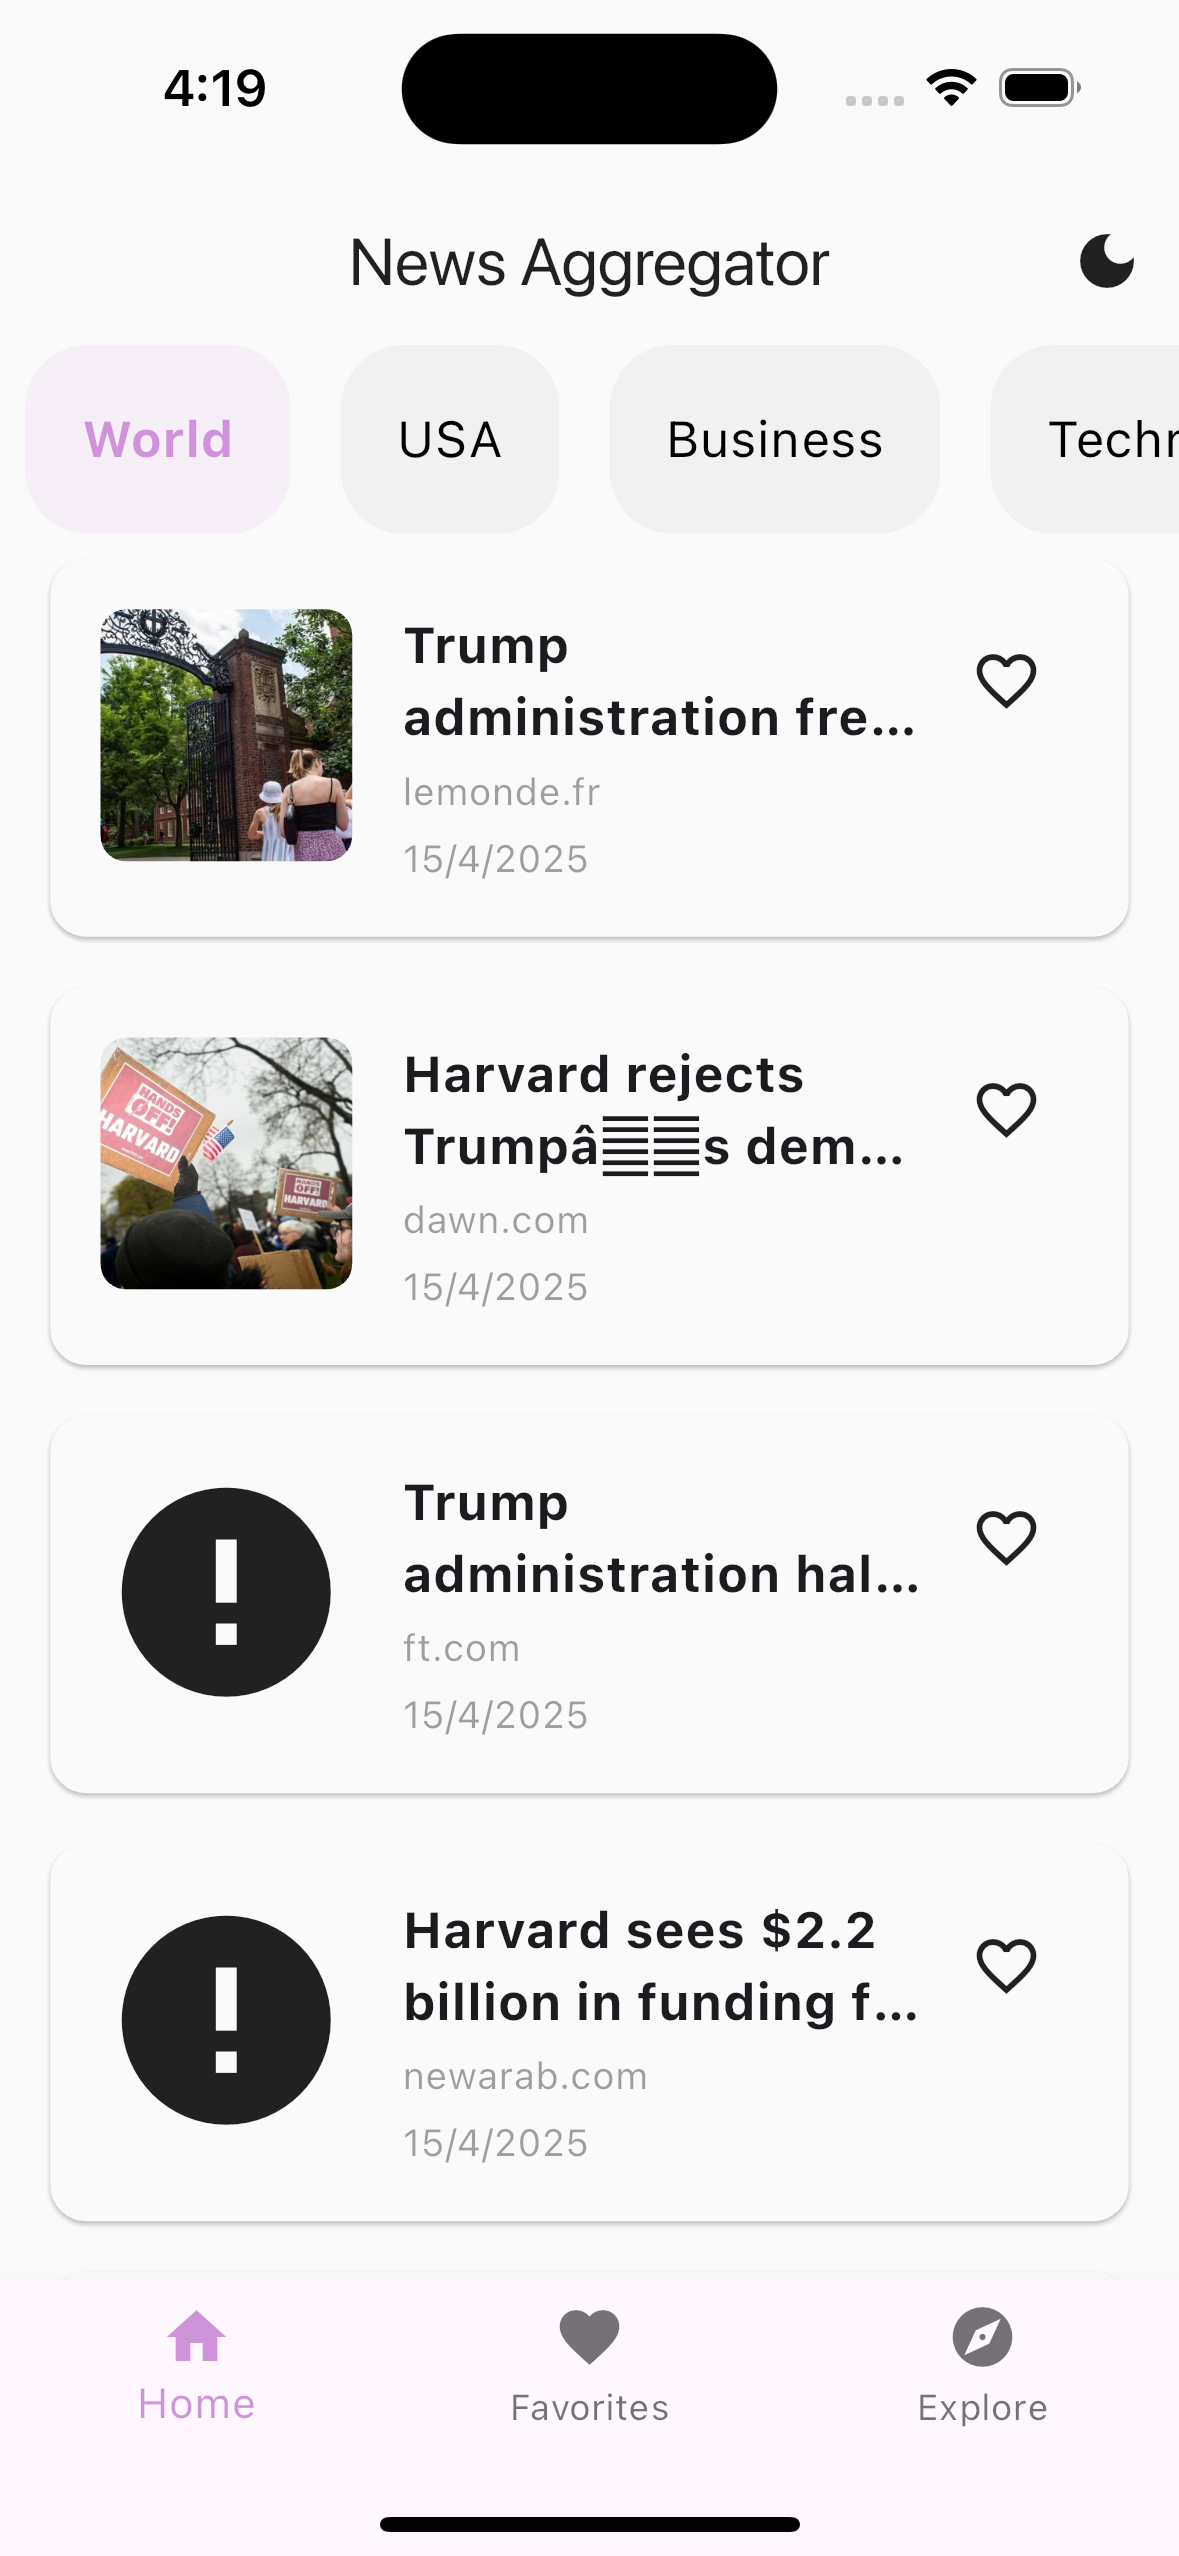 4:19
News Aggregator
World
USA
Business
Techn
Trump
administration fre...
lemonde.fr
15/4/2025
HANDS
OFF!
HARVARD
HANDS
OFF!
HARVARD
Harvard rejects
Trumpâs dem...
dawn.com
15/4/2025
Trump
administration hal...
ft.com
15/4/2025
Harvard sees $2.2
billion in funding f...
newarab.com
15/4/2025
Home
Favorites
Explore